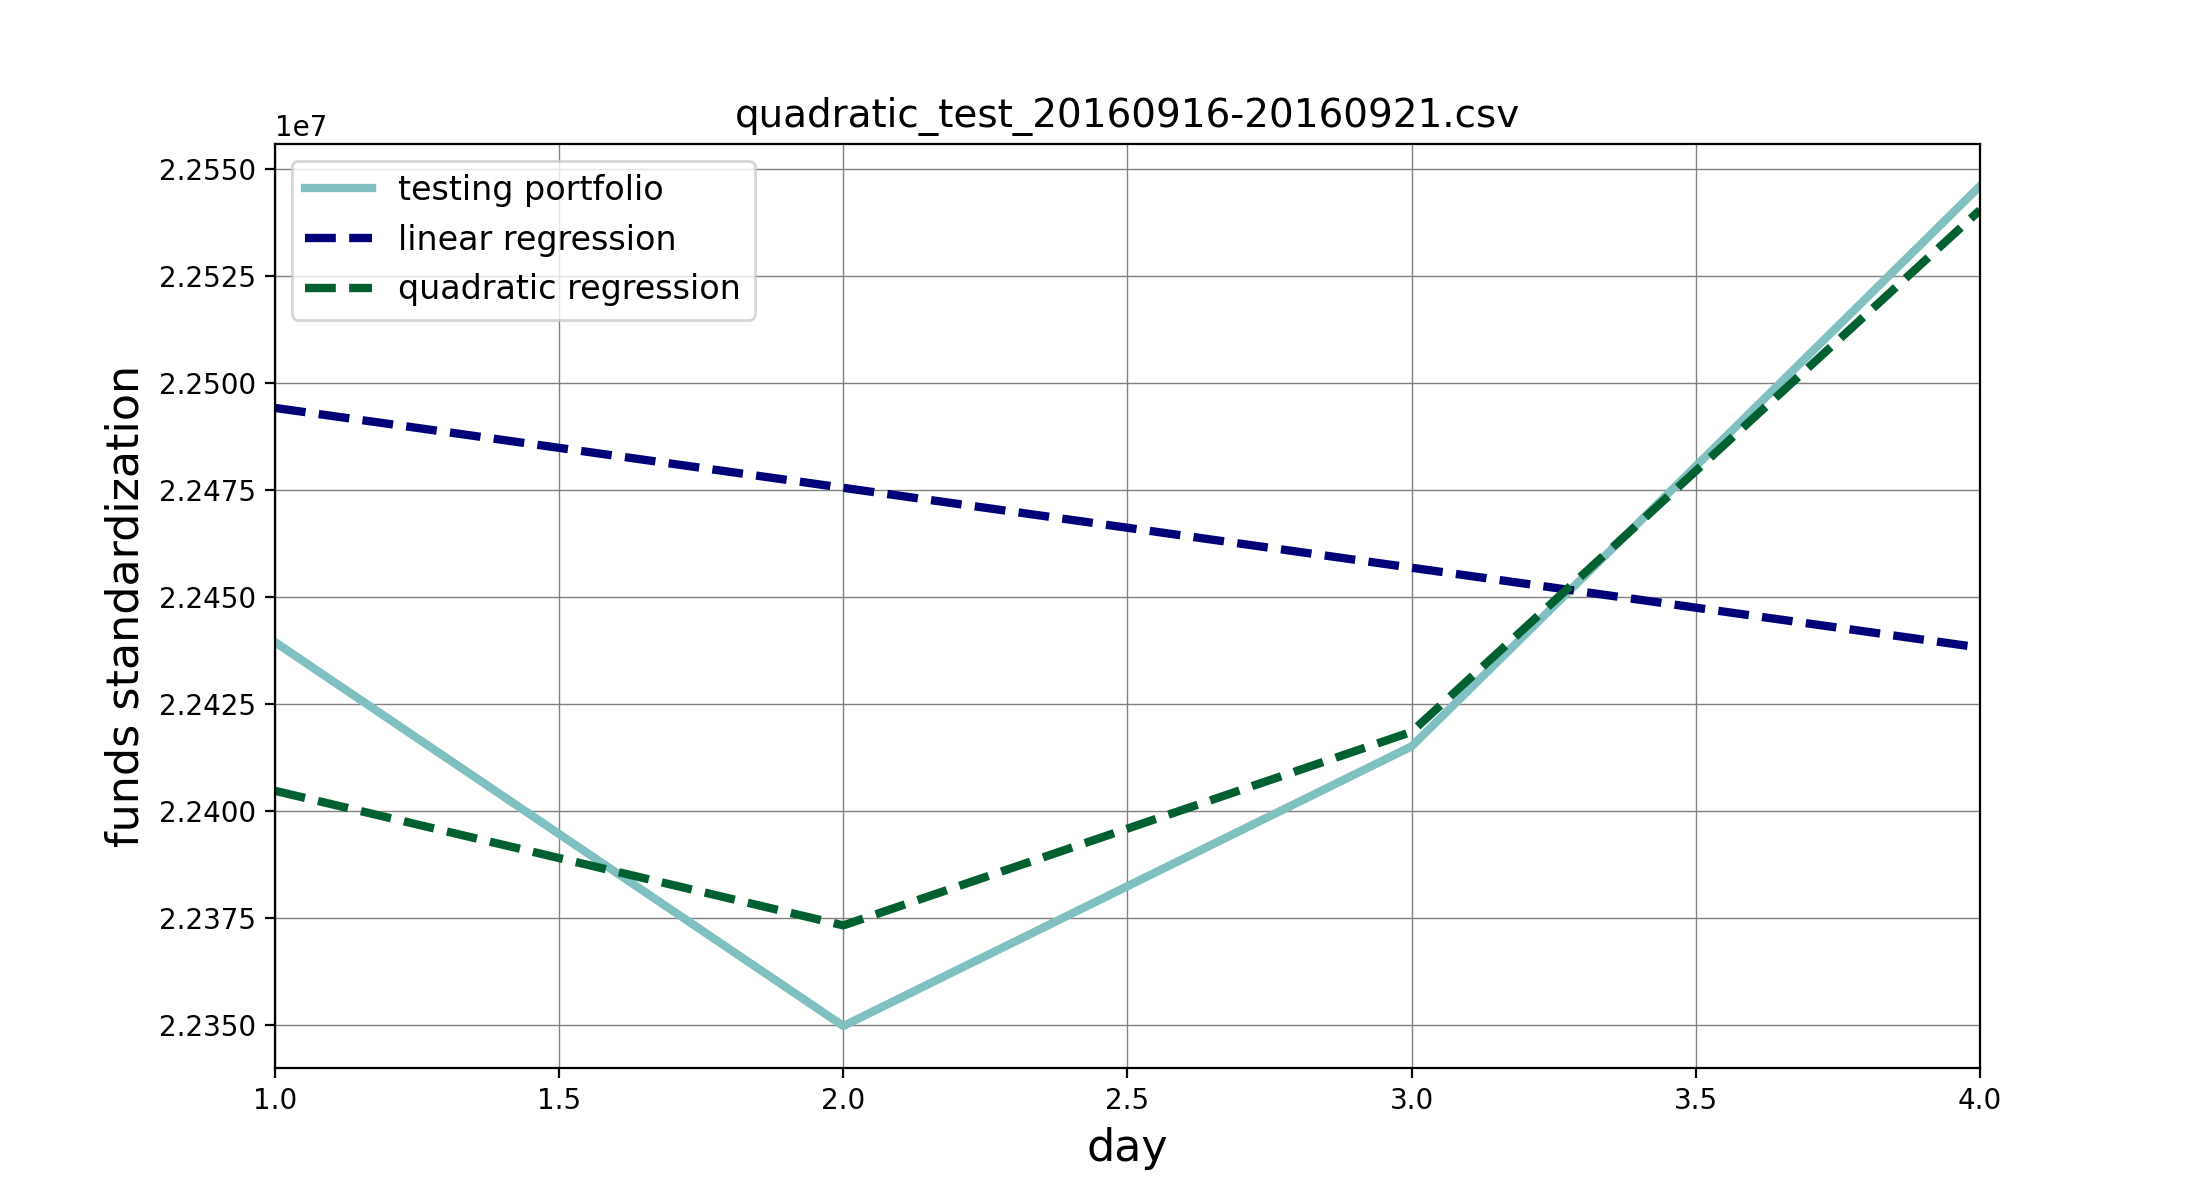 quadratic_test_20160916-20160921.csv
1e7
2.2550
2.2525
2.2500
2.2475
2.2450
2.2425
2.2400
2.2375
2.2350
funds standardization
testing portfolio
linear regression
quadratic regression
1.0 1.5 2.0 2.5 3.0 3.5 4.0
day